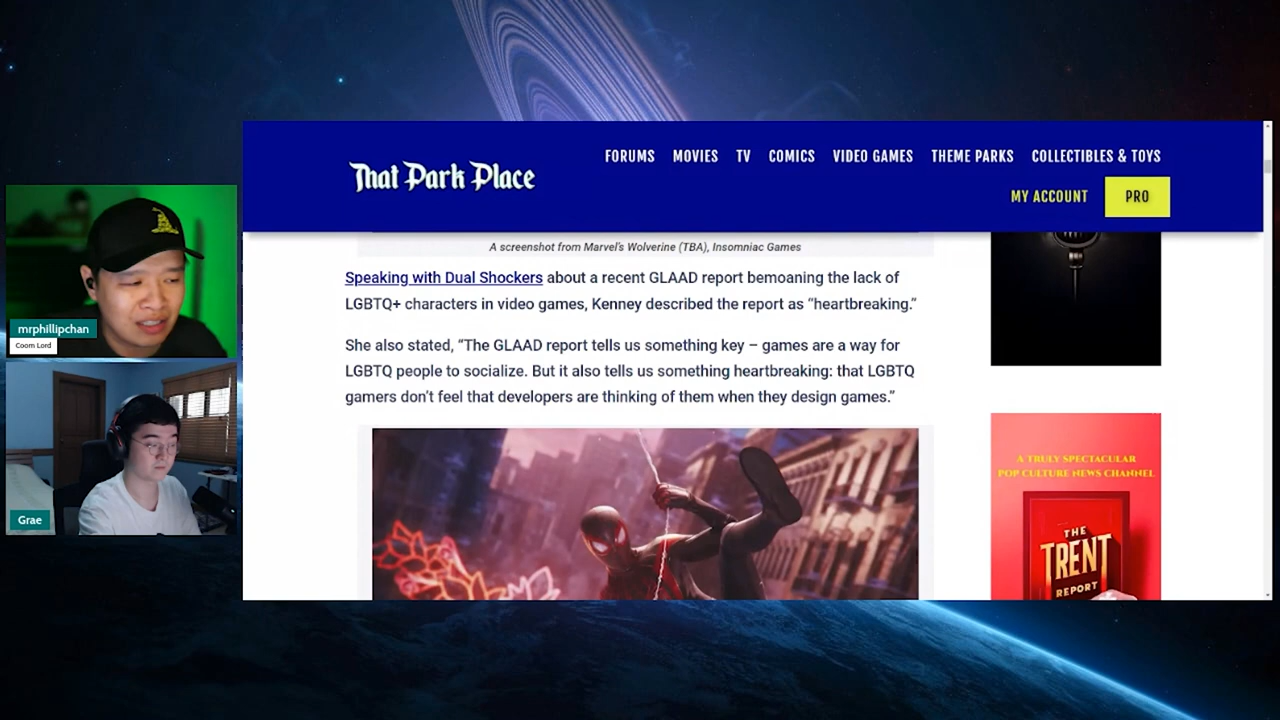 That Park Place
FORUMS MOVIES TV COMICS VIDEO GAMES THEME PARKS COLLECTIBLES & TOYS
MY ACCOUNT PRO
A screenshot from Marvel's Wolverine (TBA), Insomniac Games
Speaking with Dual Shockers about a recent GLAAD report bemoaning the lack of
LGBTQ+ characters in video games, Kenney described the report as “heartbreaking.”
She also stated, “The GLAAD report tells us something key – games are a way for
LGBTQ people to socialize. But it also tells us something heartbreaking: that LGBTQ
gamers don’t feel that developers are thinking of them when they design games.”
mrphillipchan
Coom Lord
Grae
A TRULY SPECTACULAR
POP CULTURE NEWS CHANNEL
THE
TRENT
REPORT